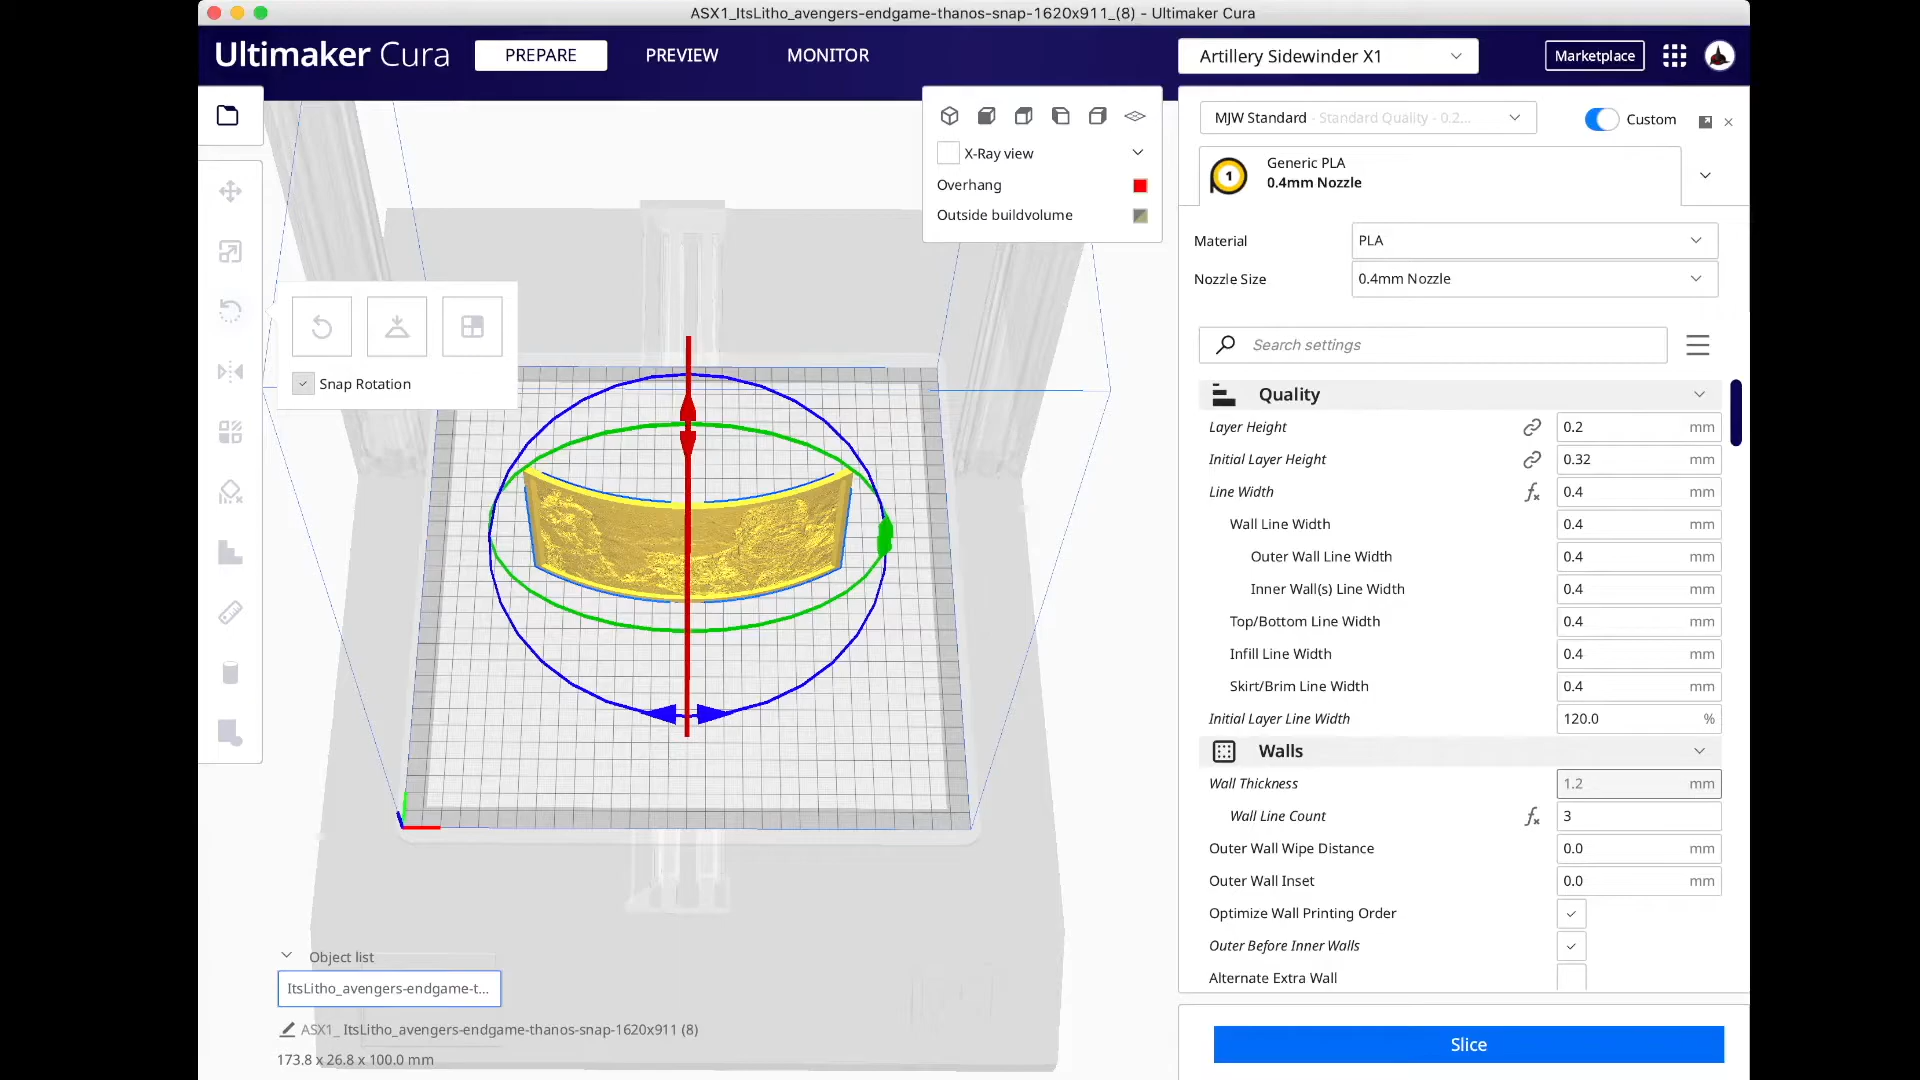 ASX1_ItsLitho_avengers-endgame-thanos-snap-1620x911_(8) - Ultimaker Cura
Ultimaker Cura
PREPARE
PREVIEW
MONITOR
Artillery Sidewinder X1
Marketplace
X-Ray view
Overhang
Outside buildvolume
Snap Rotation
MJW Standard - Standard Quality - 0.2...
Custom
1
Generic PLA
0.4mm Nozzle
Material PLA
Nozzle Size 0.4mm Nozzle
Search settings
Quality
Layer Height 0.2 mm
Initial Layer Height 0.32 mm
Line Width 0.4 mm
Wall Line Width 0.4 mm
Outer Wall Line Width 0.4 mm
Inner Wall(s) Line Width 0.4 mm
Top/Bottom Line Width 0.4 mm
Infill Line Width 0.4 mm
Skirt/Brim Line Width 0.4 mm
Initial Layer Line Width 120.0 %
Walls
Wall Thickness 1.2 mm
Wall Line Count 3
Outer Wall Wipe Distance 0.0 mm
Outer Wall Inset 0.0 mm
Optimize Wall Printing Order
Outer Before Inner Walls
Alternate Extra Wall
Slice
Object list
ItsLitho_avengers-endgame-t...
ASX1_ ItsLitho_avengers-endgame-thanos-snap-1620x911 (8)
173.8 x 26.8 x 100.0 mm